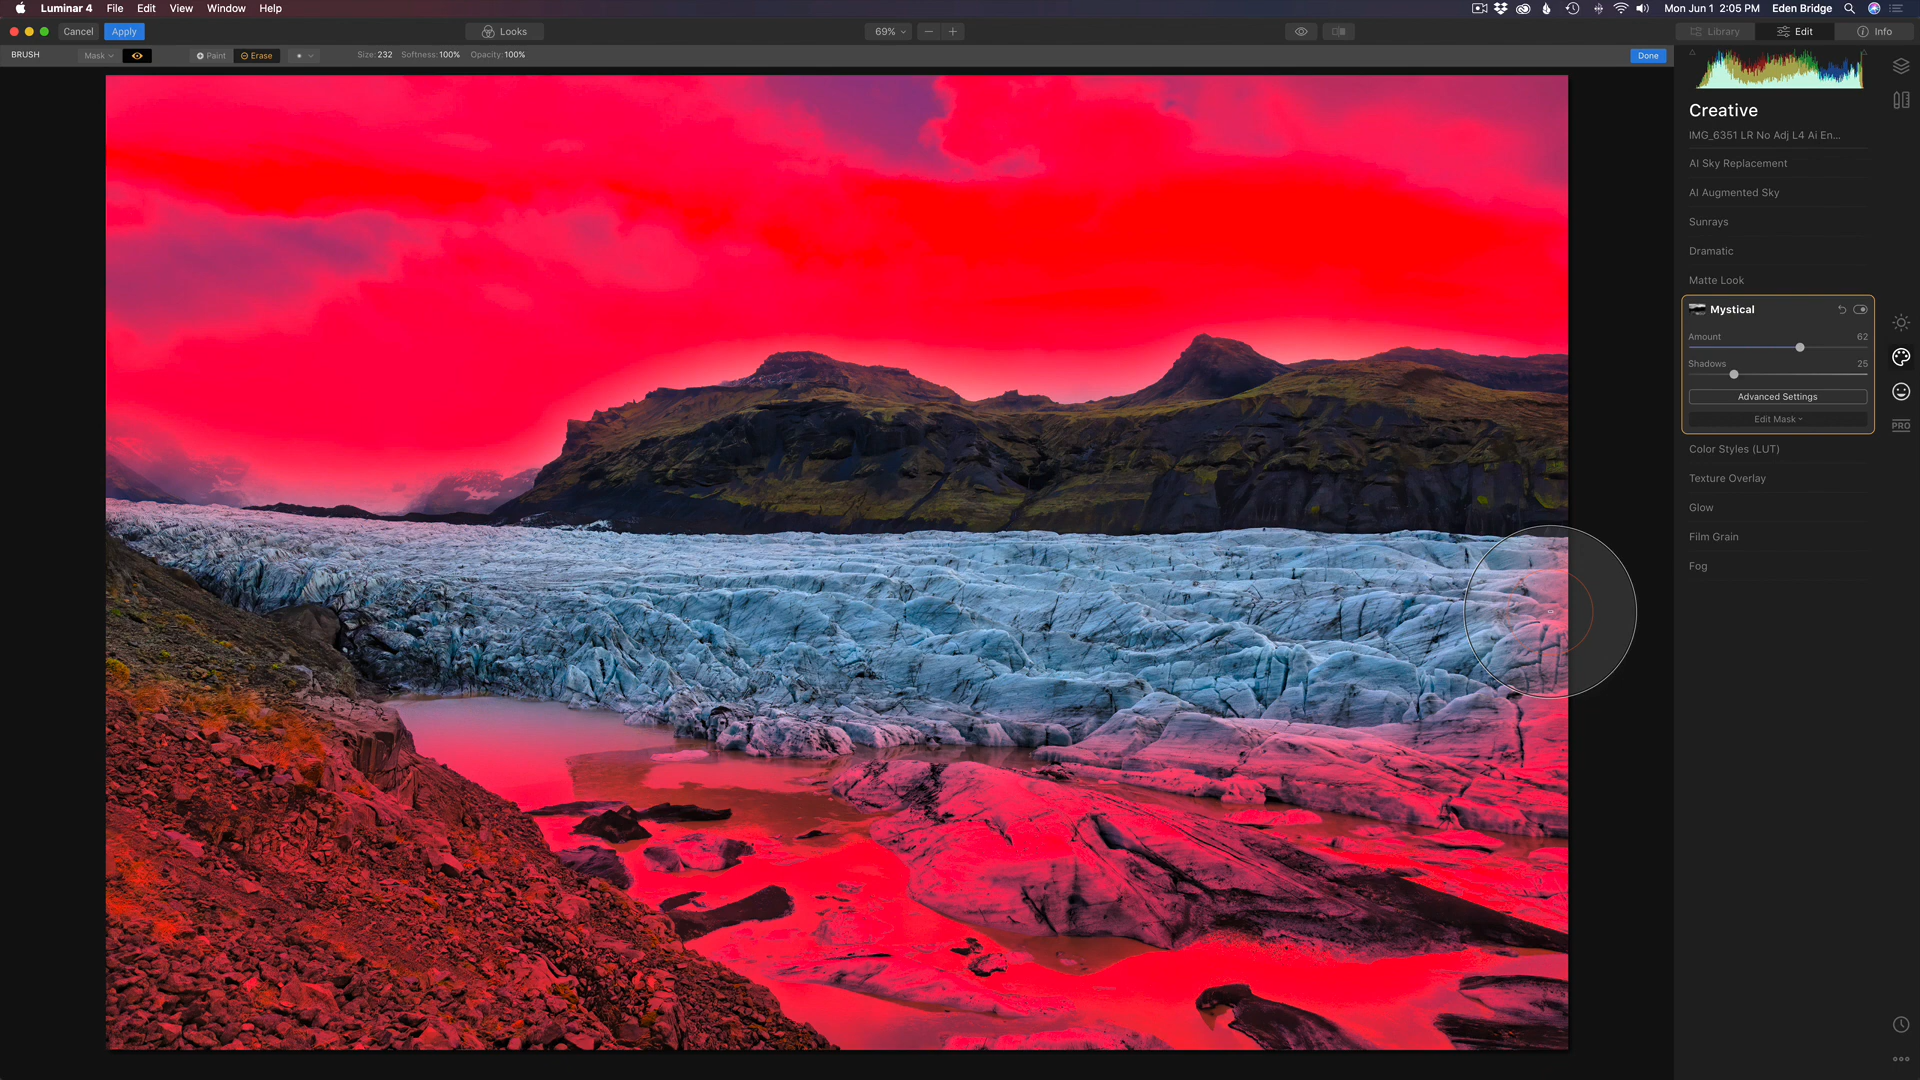 Luminar 4 File Edit View Window Help Mon Jun 1 2:05 PM Eden Bridge
Cancel Apply Looks 69% Library Edit Info
BRUSH Mask Paint Erase Size: 232 Softness: 100% Opacity: 100% Done
Creative
IMG_6351 LR No Adj L4 Ai En...
AI Sky Replacement
AI Augmented Sky
Sunrays
Dramatic
Matte Look
Mystical
Amount 62
Shadows 25
Advanced Settings
Edit Mask
PRO
Color Styles (LUT)
Texture Overlay
Glow
Film Grain
Fog